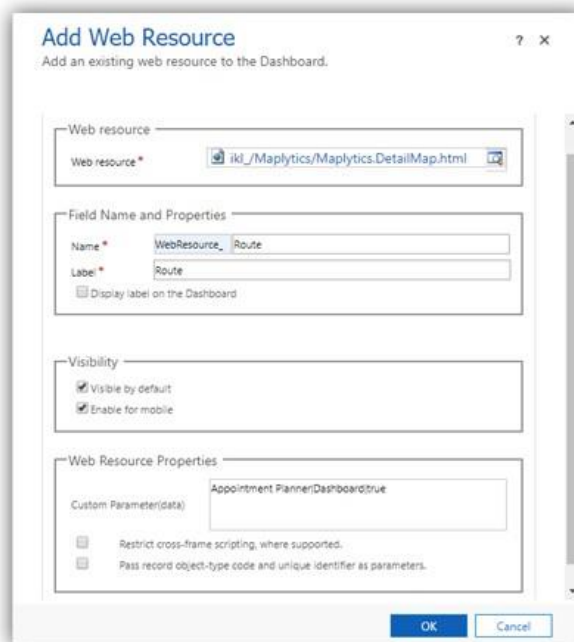 Add Web Resource
? ×
Add an existing web resource to the Dashboard.
Web resource
Web resource *
ikl_/Maplytics/Maplytics.DetailMap.html
Field Name and Properties
Name * WebResource_ Route
Label * Route
Display label on the Dashboard
Visibility
Visible by default
Enable for mobile
Web Resource Properties
Appointment Planner|Dashboard|true
Custom Parameter(data)
Restrict cross-frame scripting, where supported.
Pass record object-type code and unique identifier as parameters.
OK Cancel